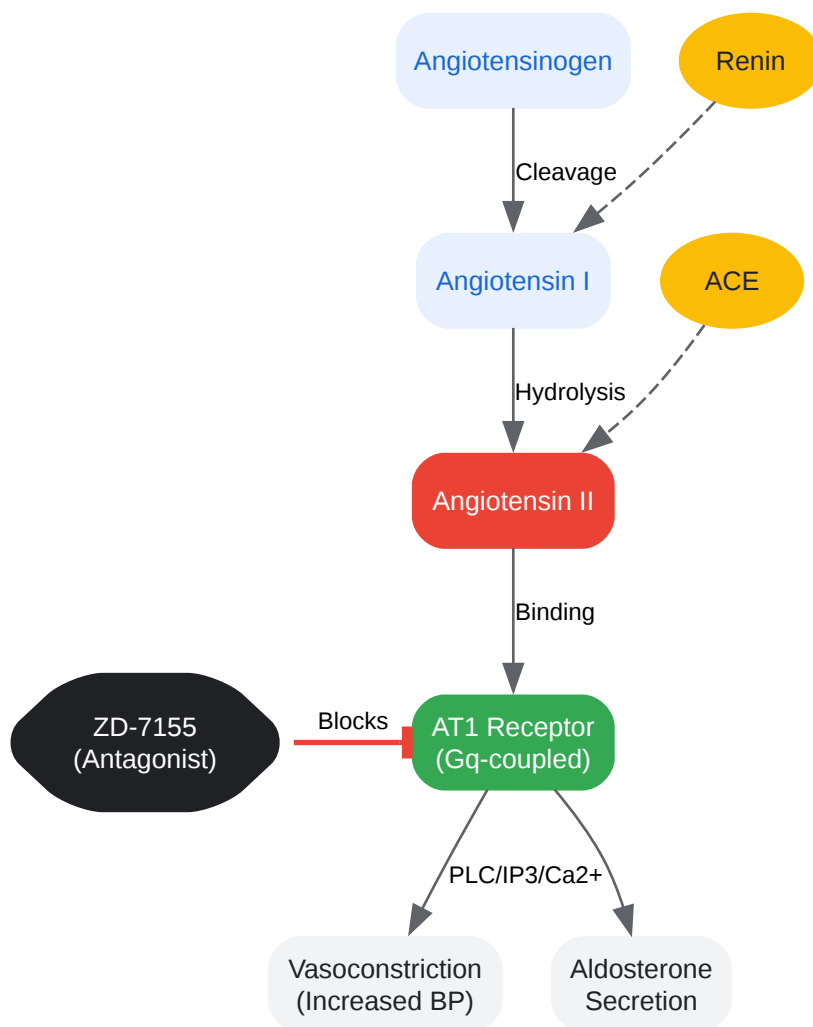 Angiotensinogen
Renin
Cleavage
Angiotensin I
ACE
Hydrolysis
Angiotensin II
Binding
ZD-7155
(Antagonist)
Blocks
AT1 Receptor
(Gq-coupled)
PLC/IP3/Ca2+
Vasoconstriction
(Increased BP)
Aldosterone
Secretion